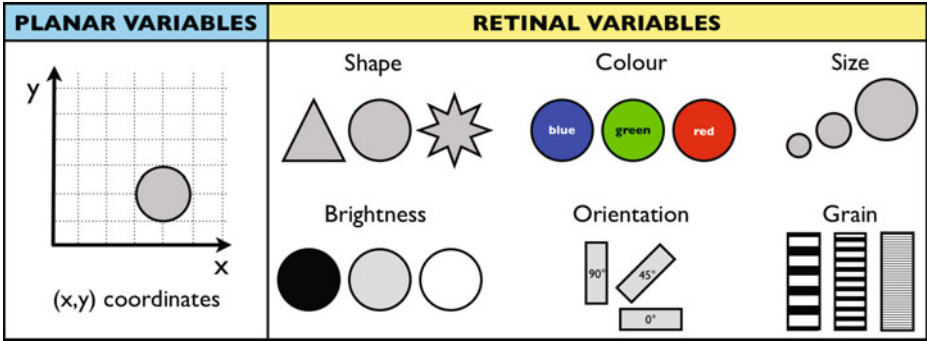 PLANAR VARIABLES
RETINAL VARIABLES
y
x
(x,y) coordinates
Shape
Colour
Size
blue
green
red
Brightness
Orientation
Grain
90°
45°
0°